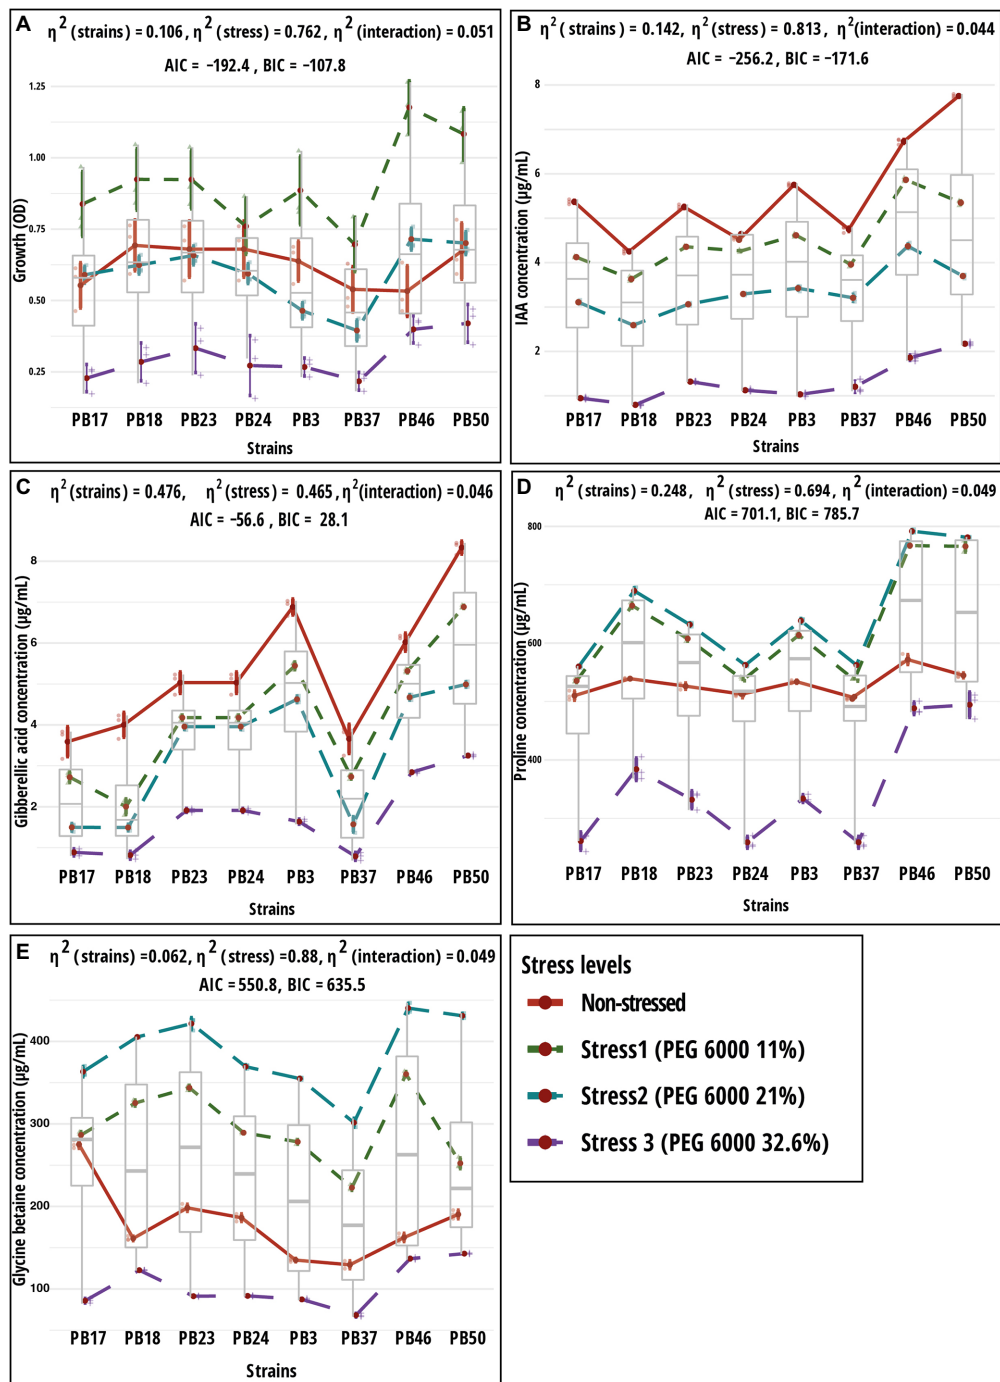 A
η² (strains) = 0.106, η² (stress) = 0.762, η² (interaction) = 0.051
AIC = −192.4 , BIC = −107.8
Growth (OD)
1.25
1.00
0.75
0.50
0.25
PB17 PB18 PB23 PB24 PB3 PB37 PB46 PB50
Strains
B
η² (strains) = 0.142, η² (stress) = 0.813, η² (interaction) = 0.044
AIC = −256.2 , BIC = −171.6
IAA concentration (µg/mL)
8
6
4
2
PB17 PB18 PB23 PB24 PB3 PB37 PB46 PB50
Strains
C
η² (strains) = 0.476, η² (stress) = 0.465, η² (interaction) = 0.046
AIC = −56.6 , BIC = 28.1
Gibberellic acid concentration (µg/mL)
8
6
4
2
PB17 PB18 PB23 PB24 PB3 PB37 PB46 PB50
Strains
D
η² (strains) = 0.248, η² (stress) = 0.694, η² (interaction) = 0.049
AIC = 701.1, BIC = 785.7
Proline concentration (µg/mL)
800
600
400
PB17 PB18 PB23 PB24 PB3 PB37 PB46 PB50
Strains
E
η² (strains) =0.062, η² (stress) =0.88, η² (interaction) =0.049
AIC = 550.8, BIC = 635.5
Glycine betaine concentration (µg/mL)
400
300
200
100
PB17 PB18 PB23 PB24 PB3 PB37 PB46 PB50
Strains
Stress levels
Non-stressed
Stress1 (PEG 6000 11%)
Stress2 (PEG 6000 21%)
Stress 3 (PEG 6000 32.6%)